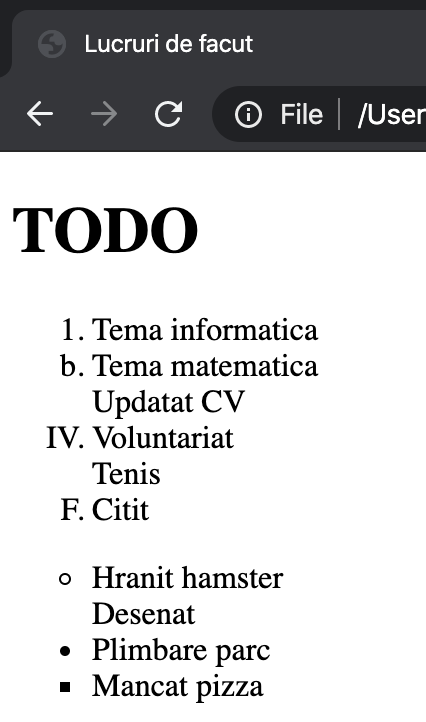 Lucruri de facut
File /User
TODO
1. Tema informatica
b. Tema matematica
Updatat CV
IV. Voluntariat
Tenis
F. Citit
Hranit hamster
Desenat
Plimbare parc
Mancat pizza